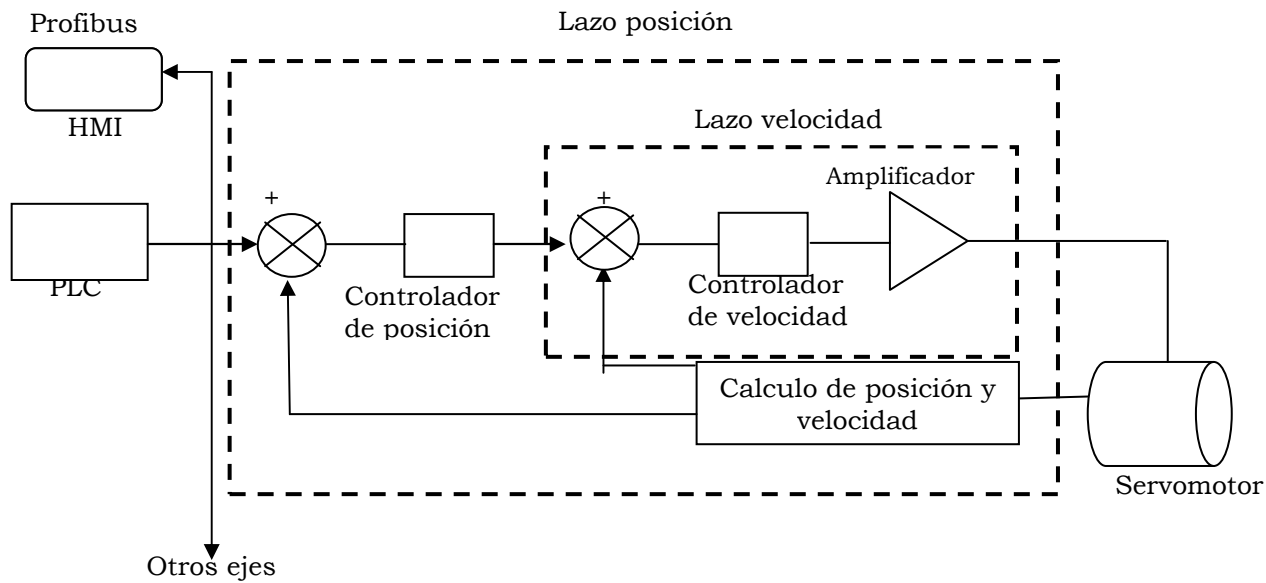 Profibus
Lazo posición
HMI
Lazo velocidad
Amplificador
+
+
PLC
Controlador
de posición
Controlador
de velocidad
Calculo de posición y
velocidad
Servomotor
Otros ejes